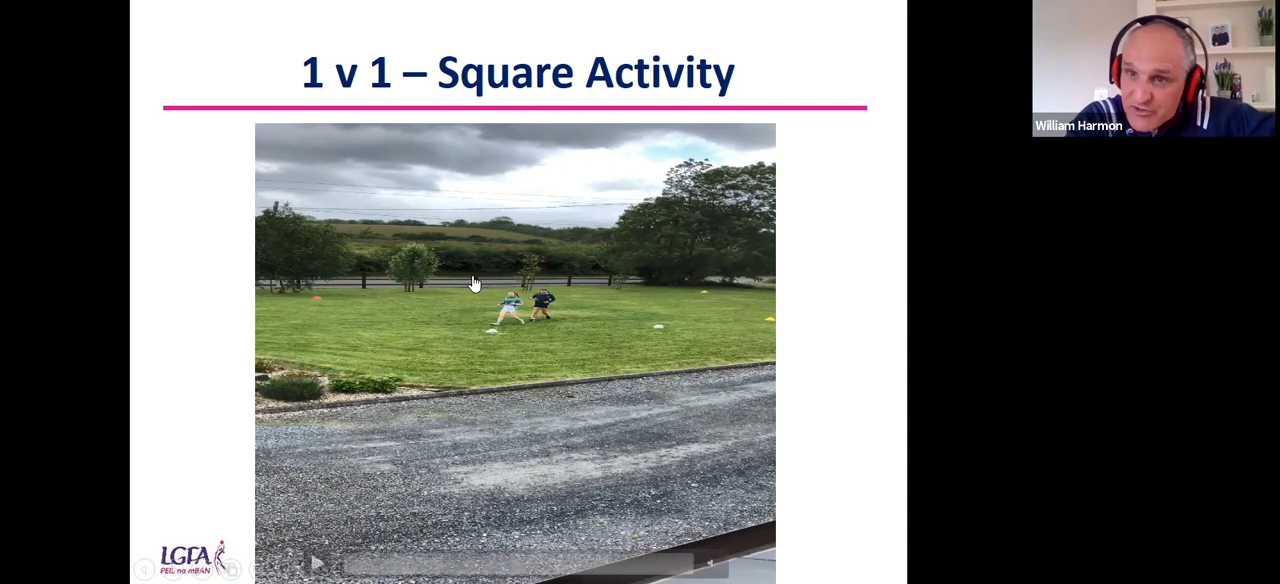 1 v 1 – Square Activity
William Harmon
LGFA
PEIL na mBAN